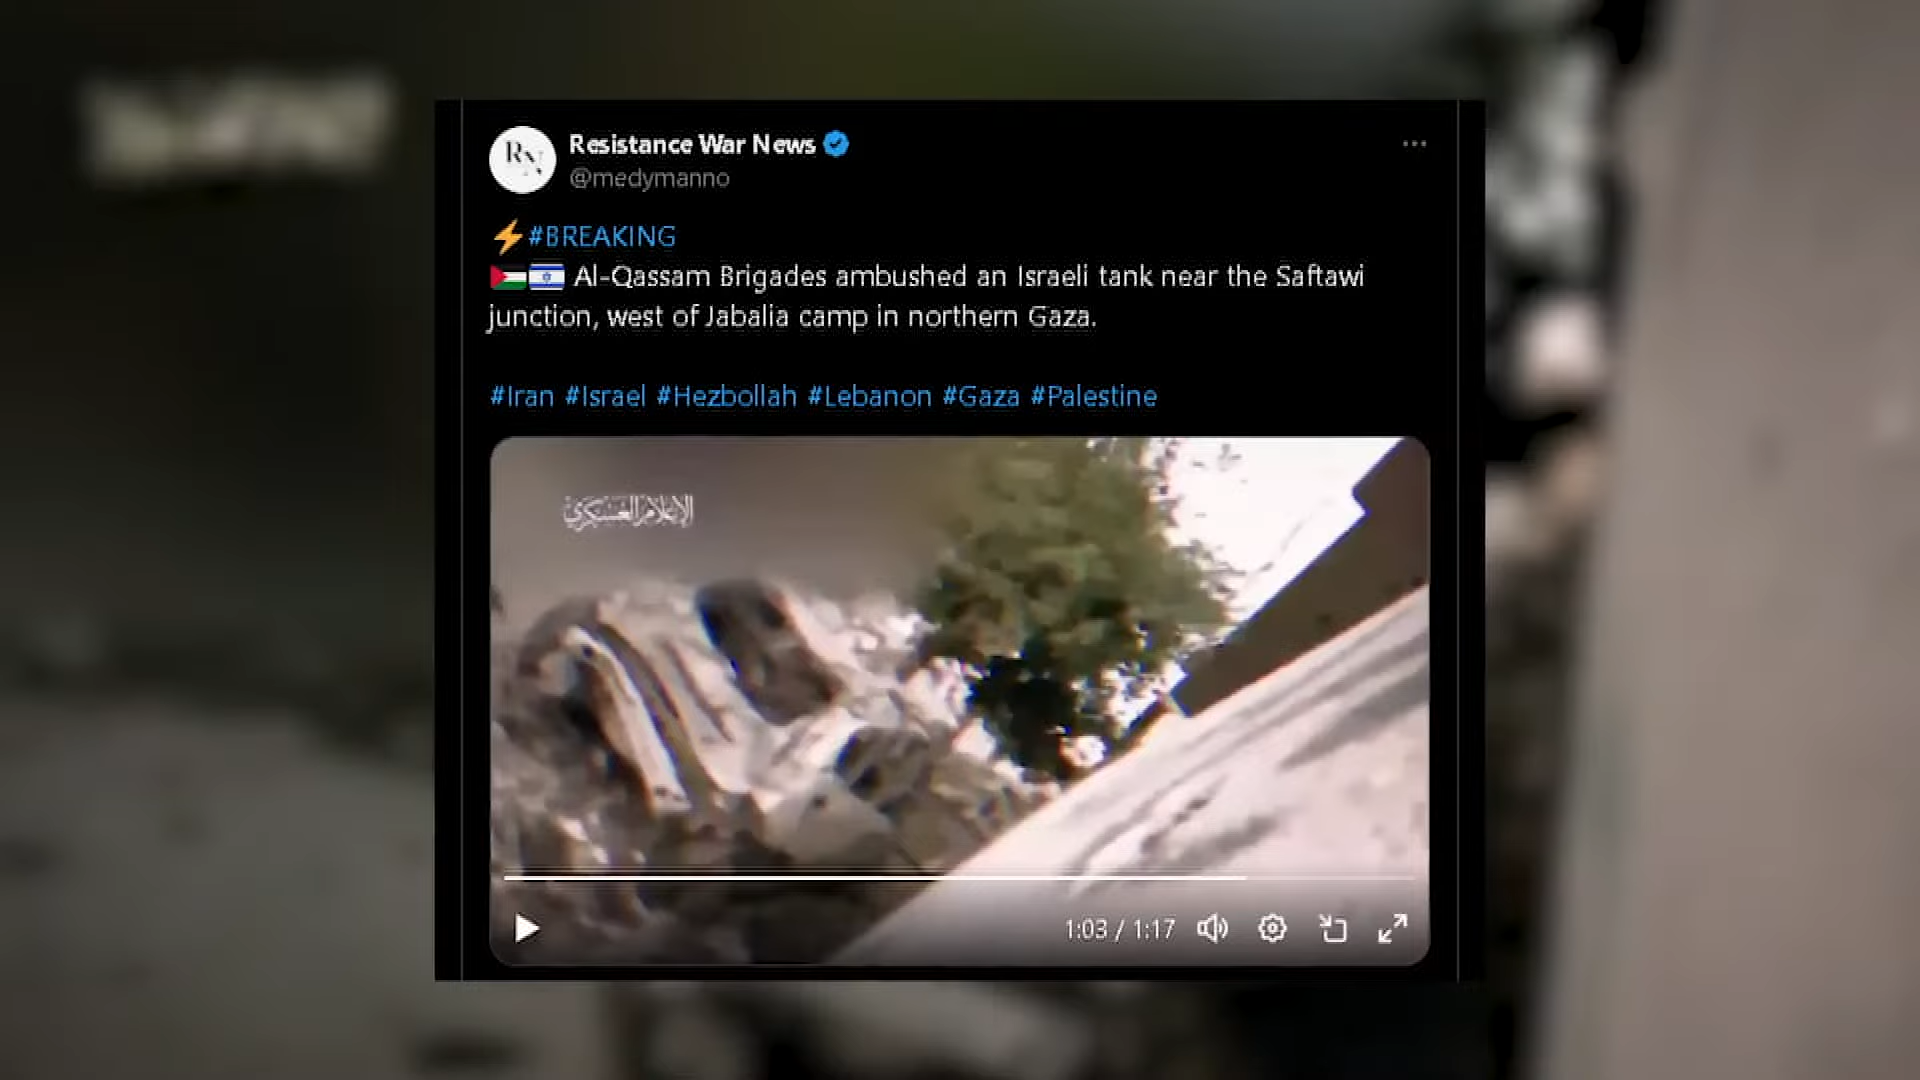 Resistance War News
@medymanno
#BREAKING
Al-Qassam Brigades ambushed an Israeli tank near the Saftawi
junction, west of Jabalia camp in northern Gaza.
#Iran #Israel #Hezbollah #Lebanon #Gaza #Palestine
الإعلام العسكري
1:03 / 1:17